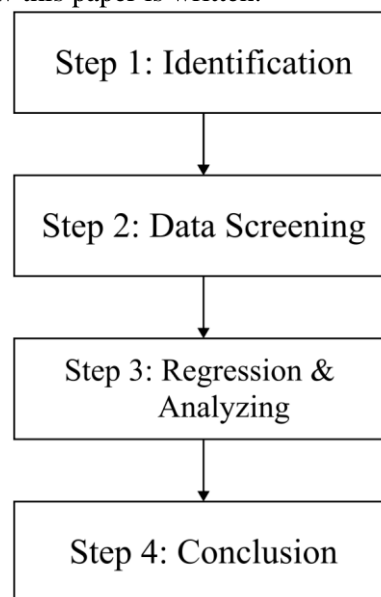 this paper is written.
Step 1: Identification
Step 2: Data Screening
Step 3: Regression &
Analyzing
Step 4: Conclusion